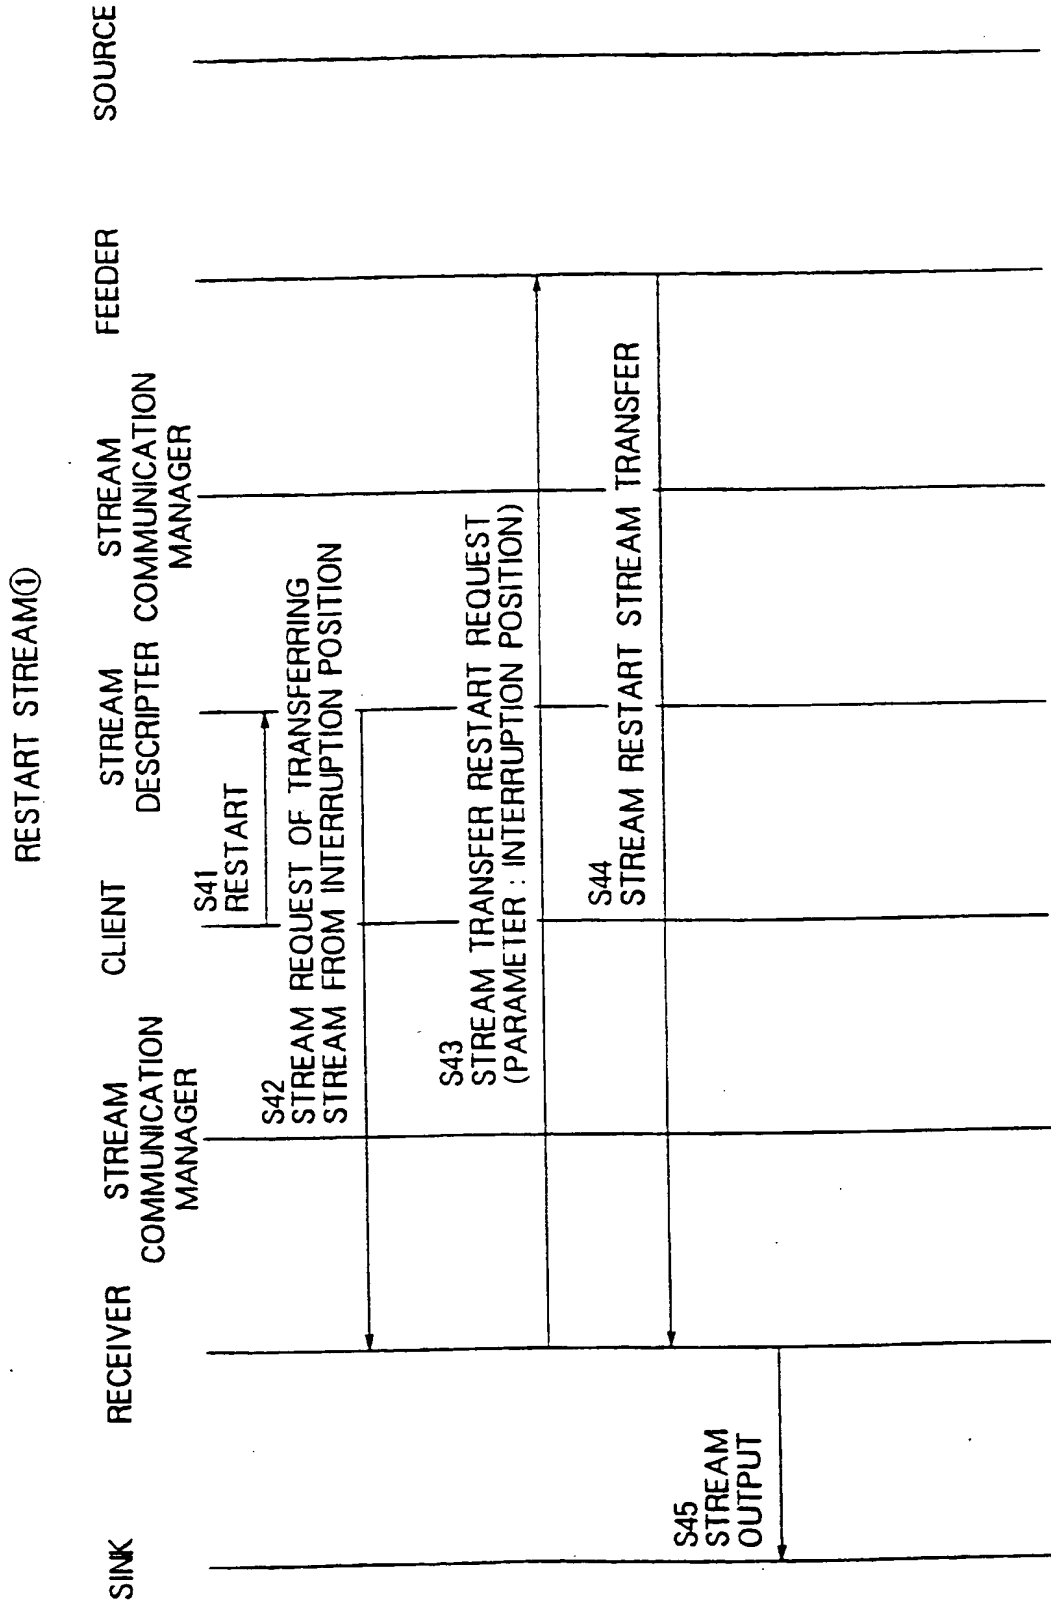 RESTART STREAM①
SINK
RECEIVER
STREAM
COMMUNICATION
MANAGER
CLIENT
STREAM
DESCRIPTER
STREAM
COMMUNICATION
MANAGER
FEEDER
SOURCE
S41
RESTART
S42
STREAM REQUEST OF TRANSFERRING
STREAM FROM INTERRUPTION POSITION
S43
STREAM TRANSFER RESTART REQUEST
(PARAMETER : INTERRUPTION POSITION)
S44
STREAM RESTART STREAM TRANSFER
S45
STREAM
OUTPUT